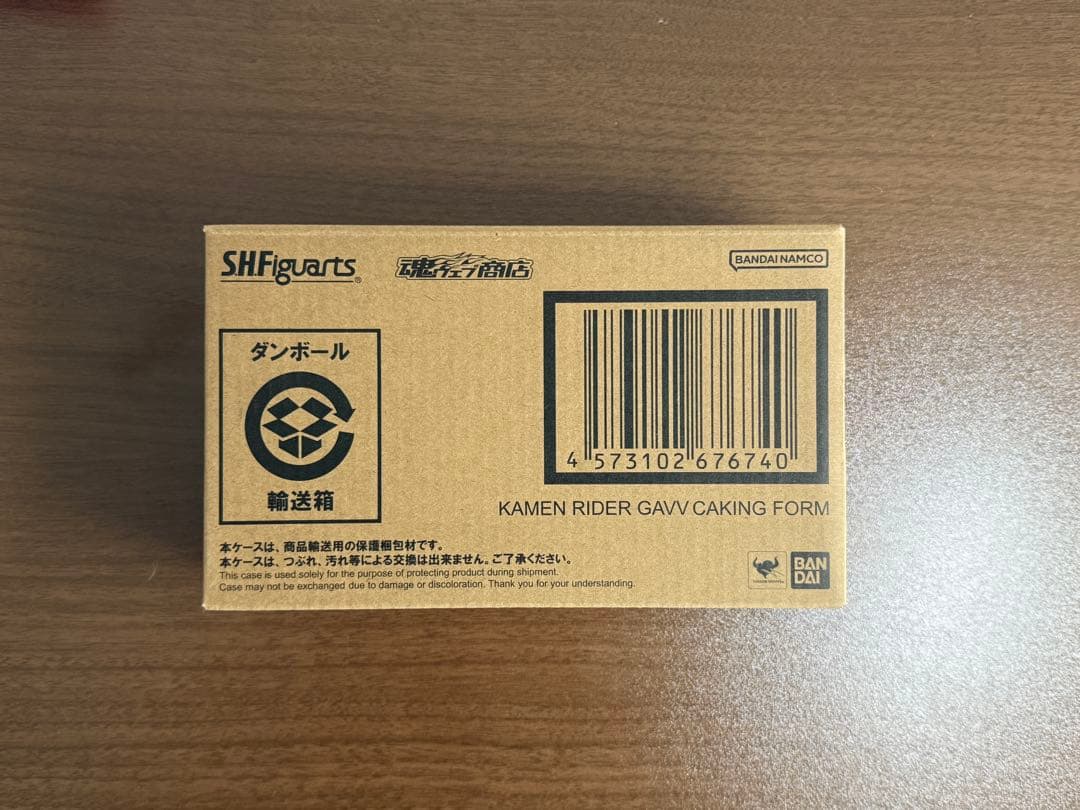 S.H.Figuarts®
魂ウェブ商店
BANDAI NAMCO
ダンボール
輸送箱
4 573102 676740
KAMEN RIDER GAVV CAKING FORM
本ケースは、商品輸送用の保護梱包材です。
本ケースは、つぶれ、汚れ等による交換は出来ません。ご了承ください。
This case is used solely for the purpose of protecting product during shipment.
Case may not be exchanged due to damage or discoloration. Thank you for your understanding.
BAN
DAI